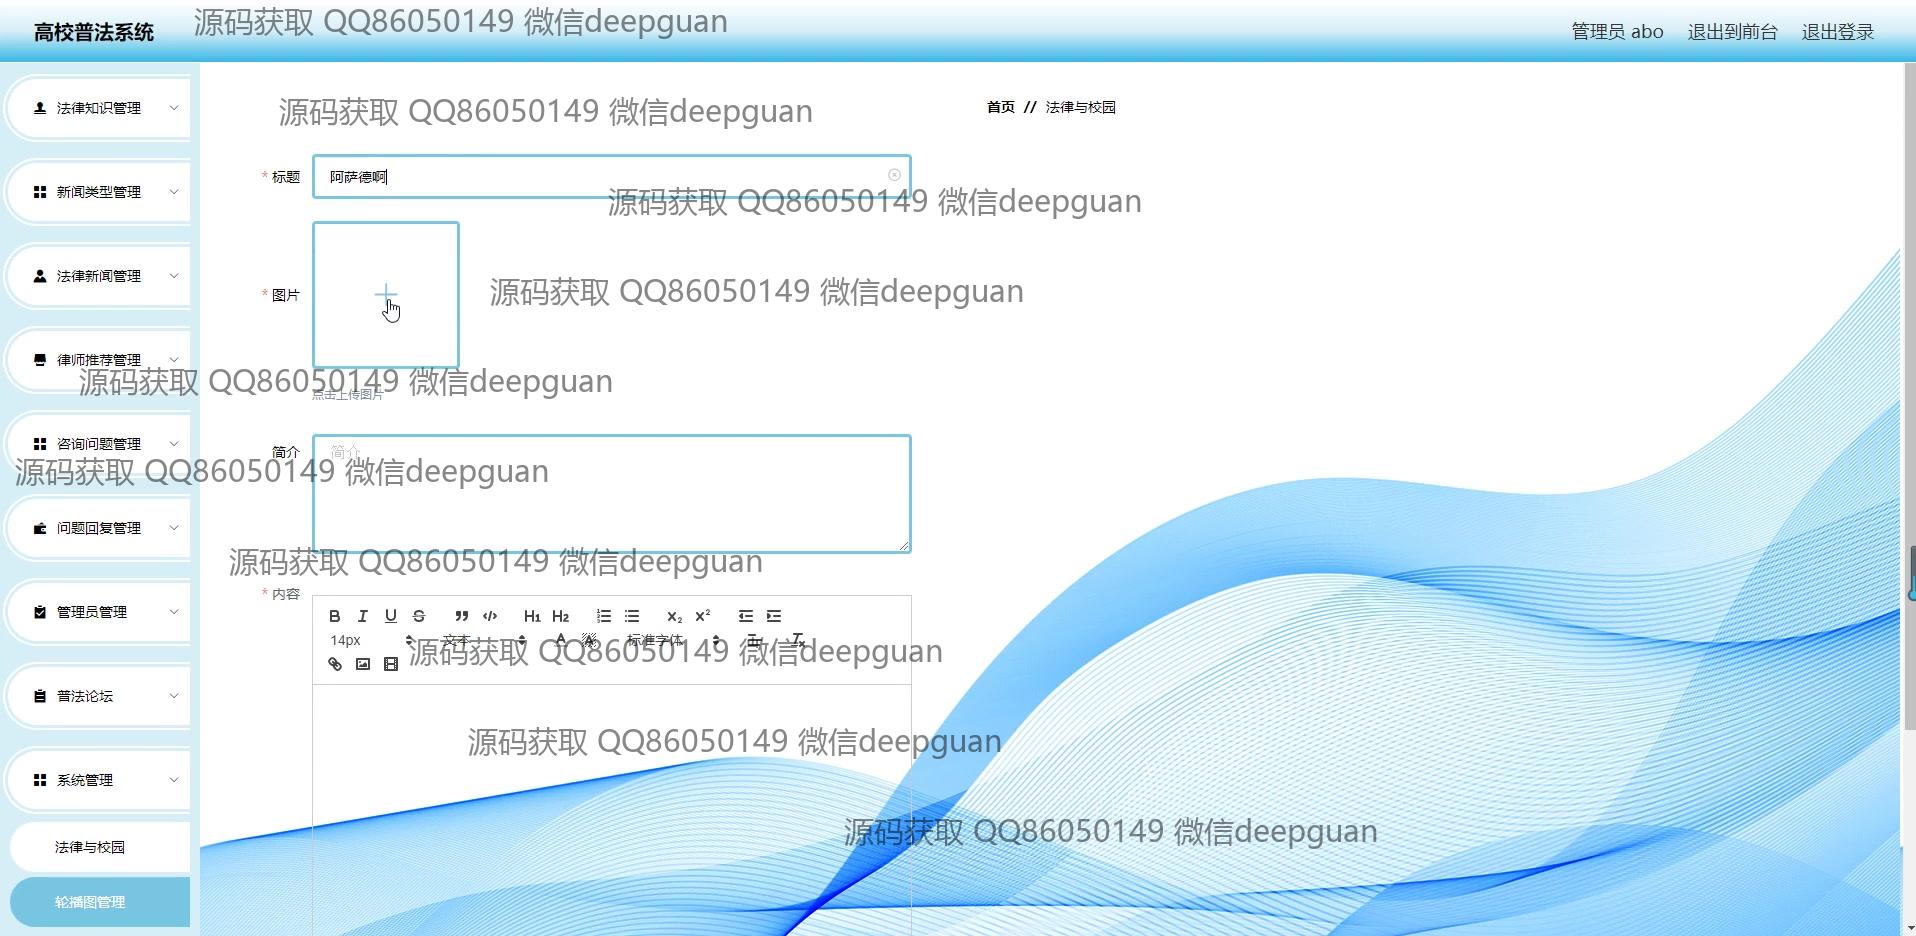 高校普法系统
源码获取 QQ86050149 微信deepguan
管理员 abo
退出到前台
退出登录
法律知识管理
源码获取 QQ86050149 微信deepguan
首页 // 法律与校园
* 标题
阿萨德啊
新闻类型管理
源码获取 QQ86050149 微信deepguan
法律新闻管理
* 图片
源码获取 QQ86050149 微信deepguan
律师推荐管理
源码获取 QQ86050149 微信deepguan
点击上传图片
咨询问题管理
简介
简介
源码获取 QQ86050149 微信deepguan
问题回复管理
源码获取 QQ86050149 微信deepguan
* 内容
管理员管理
B I U S H1 H2 X2 X2
14px 文本 A A 标准字体
源码获取 QQ86050149 微信deepguan
普法论坛
源码获取 QQ86050149 微信deepguan
系统管理
源码获取 QQ86050149 微信deepguan
法律与校园
轮播图管理